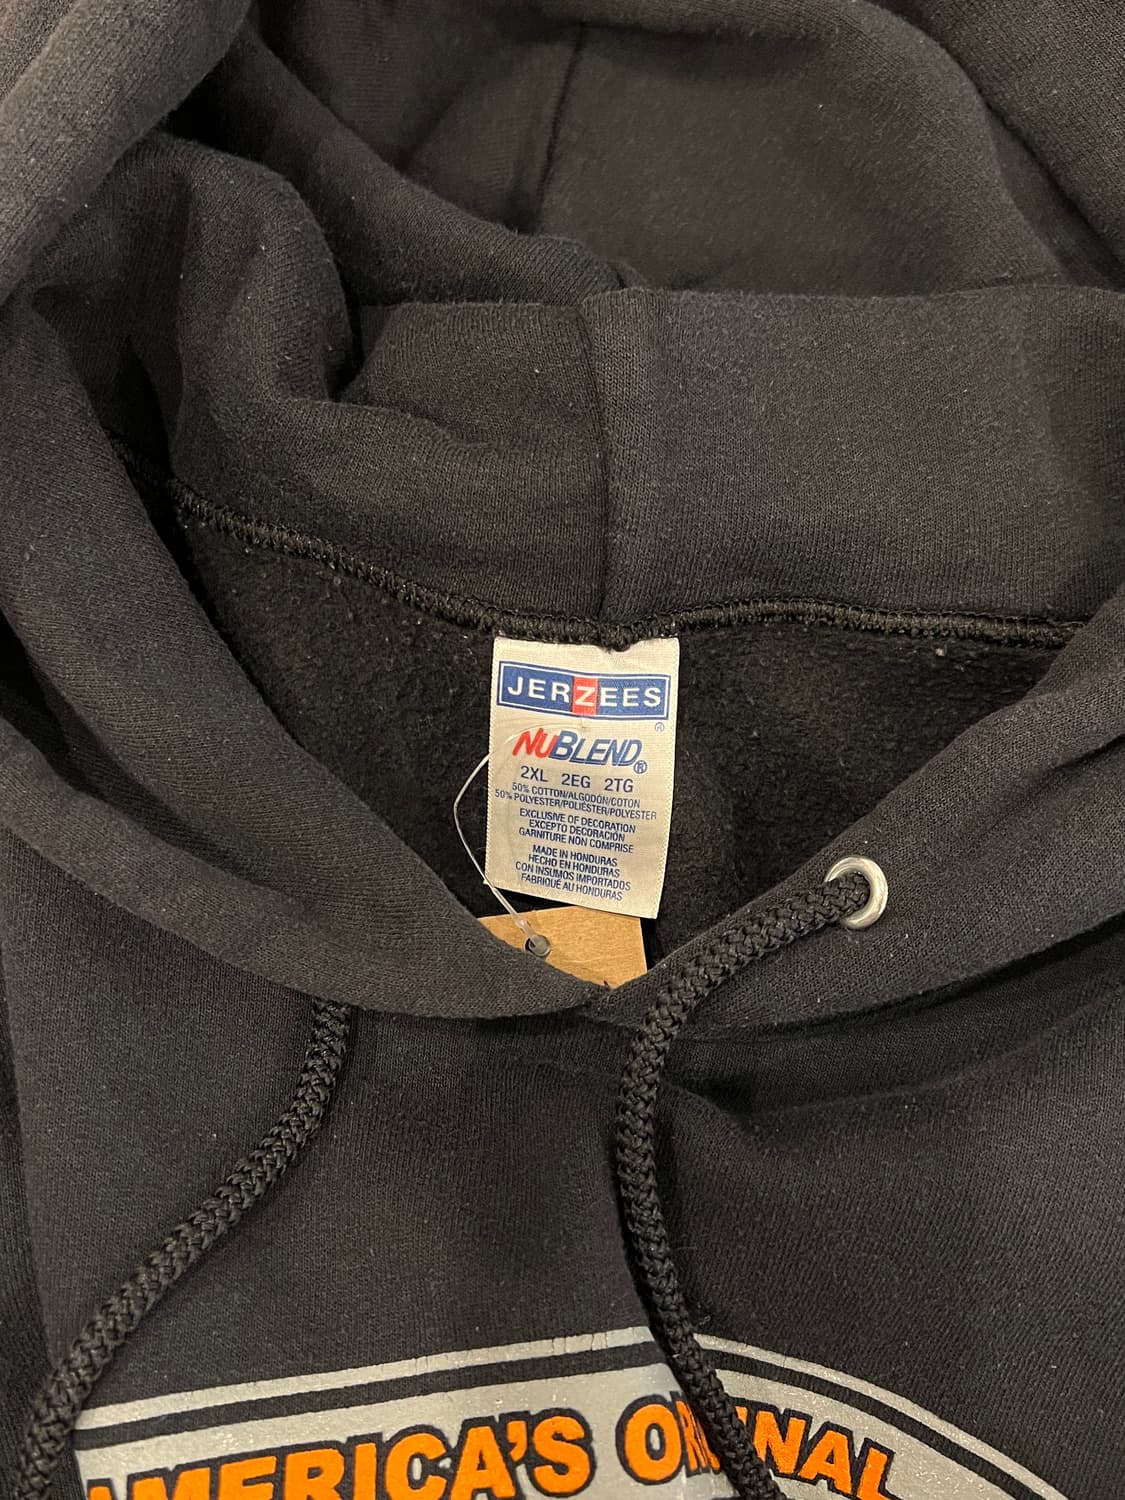 JERZEES
®
NUBLEND®
2XL 2EG 2TG
50% COTTON/ALGODÓN/COTON
50% POLYESTER/POLIÉSTER/POLYESTER
EXCLUSIVE OF DECORATION
EXCEPTO DECORACIÓN
GARNITURE NON COMPRISE
MADE IN HONDURAS
HECHO EN HONDURAS
CON INSUMOS IMPORTADOS
FABRIQUÉ AU HONDURAS
AMERICA'S